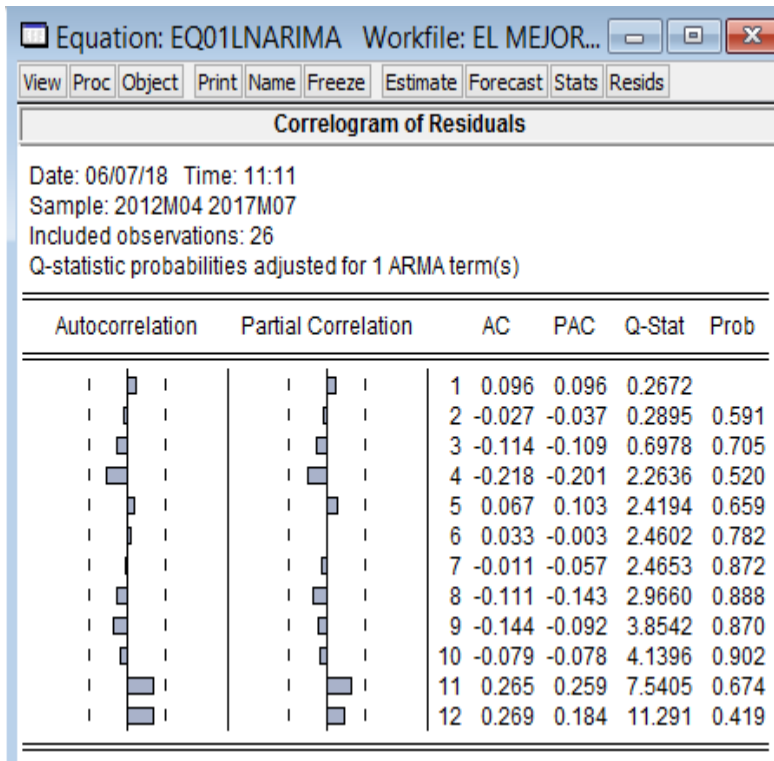 Equation: EQ01LNARIMA Workfile: EL MEJOR...
View Proc Object Print Name Freeze Estimate Forecast Stats Resids
Correlogram of Residuals
Date: 06/07/18 Time: 11:11
Sample: 2012M04 2017M07
Included observations: 26
Q-statistic probabilities adjusted for 1 ARMA term(s)
Autocorrelation Partial Correlation AC PAC Q-Stat Prob
1 0.096 0.096 0.2672
2 -0.027 -0.037 0.2895 0.591
3 -0.114 -0.109 0.6978 0.705
4 -0.218 -0.201 2.2636 0.520
5 0.067 0.103 2.4194 0.659
6 0.033 -0.003 2.4602 0.782
7 -0.011 -0.057 2.4653 0.872
8 -0.111 -0.143 2.9660 0.888
9 -0.144 -0.092 3.8542 0.870
10 -0.079 -0.078 4.1396 0.902
11 0.265 0.259 7.5405 0.674
12 0.269 0.184 11.291 0.419